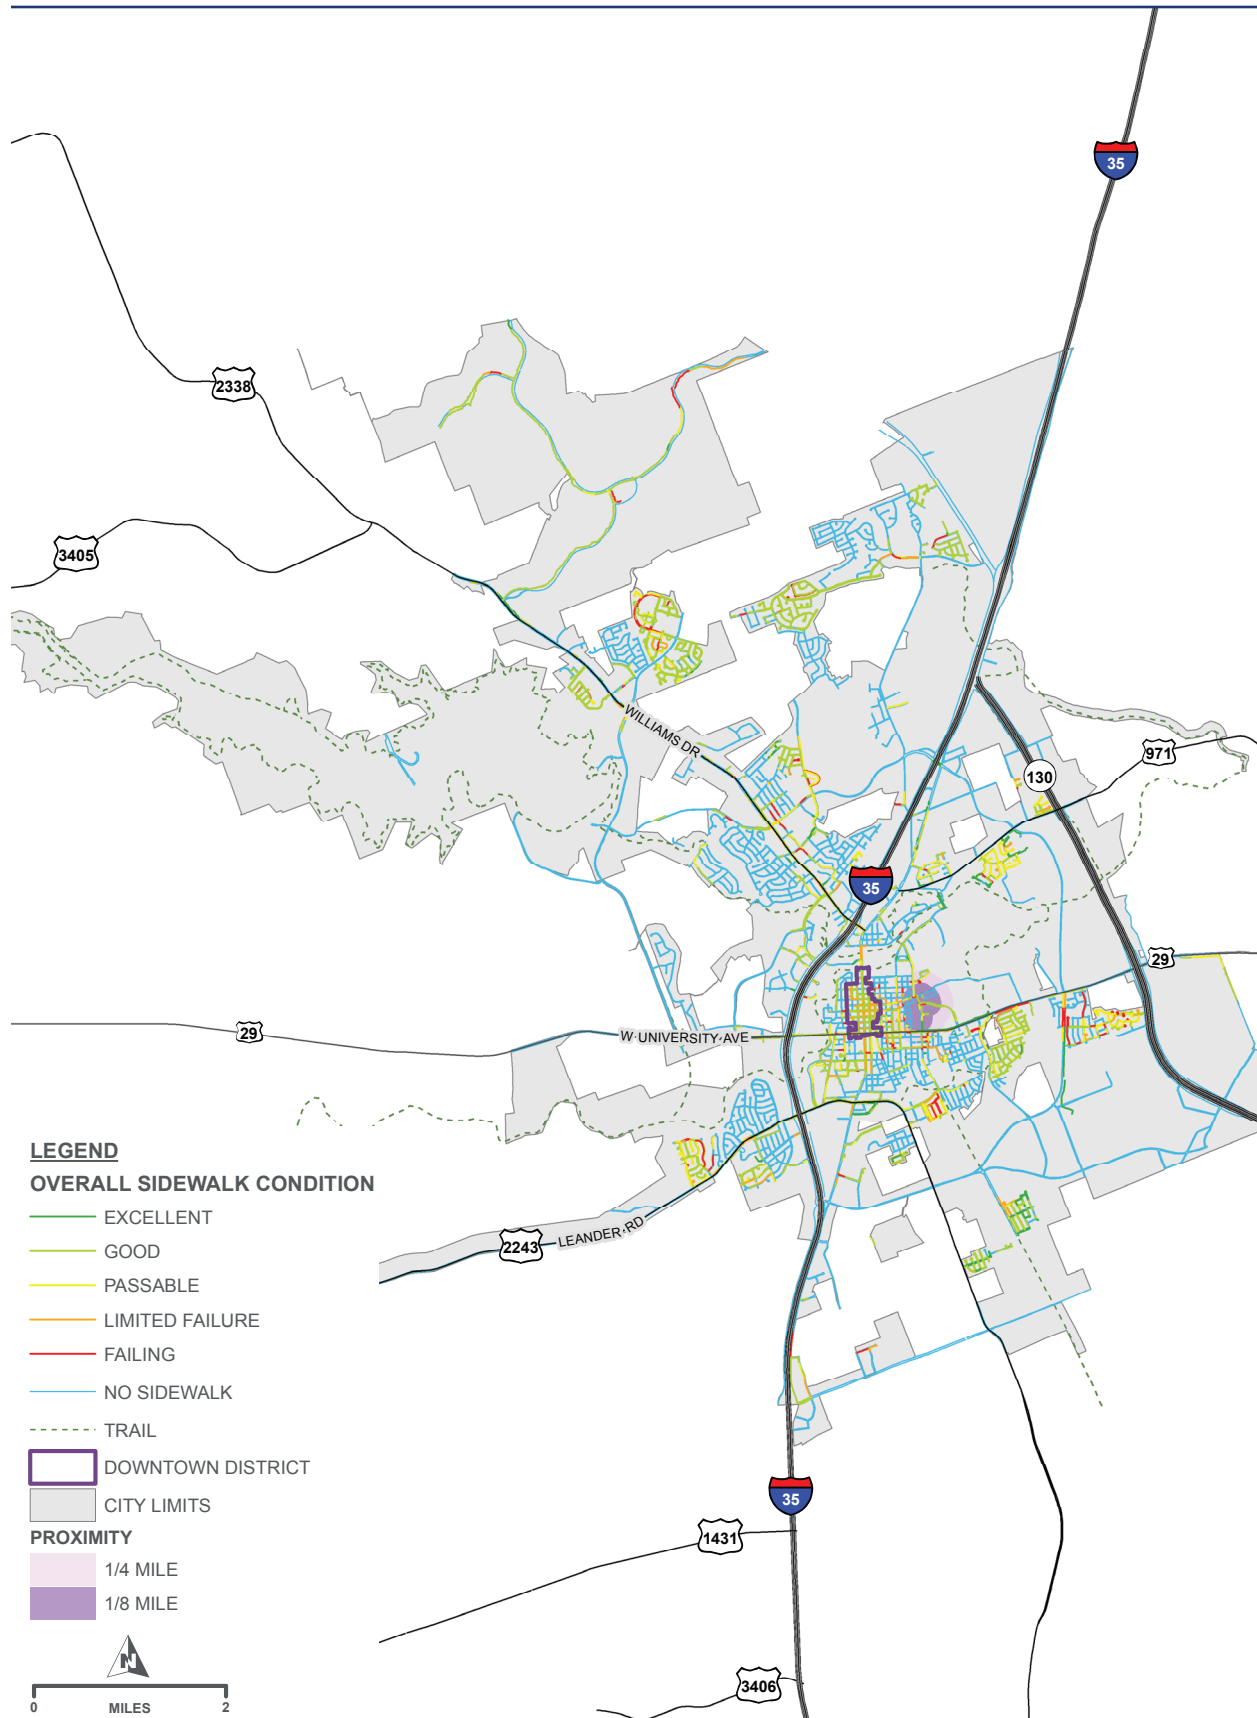 35
2338
3405
WILLIAMS DR
971
130
35
29
29
W UNIVERSITY AVE
LEGEND
OVERALL SIDEWALK CONDITION
EXCELLENT
GOOD
PASSABLE
LIMITED FAILURE
FAILING
NO SIDEWALK
TRAIL
DOWNTOWN DISTRICT
CITY LIMITS
PROXIMITY
1/4 MILE
1/8 MILE
N
0 MILES 2
2243
LEANDER RD
35
1431
3406